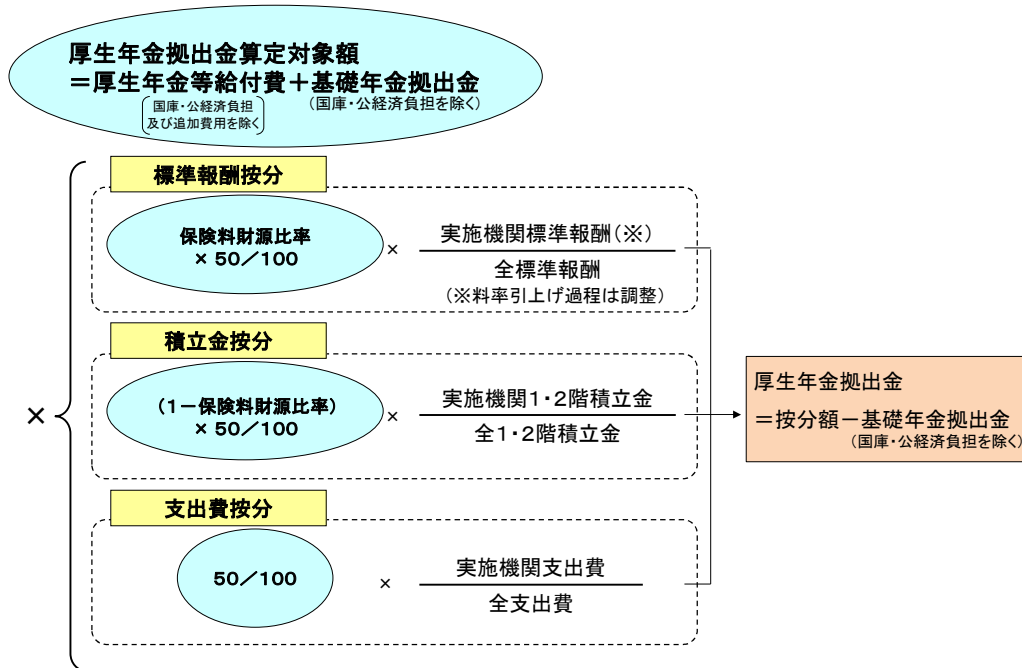 厚生年金拠出金算定対象額
＝厚生年金等給付費＋基礎年金拠出金
国庫・公経済負担
及び追加費用を除く
(国庫・公経済負担を除く)
×
標準報酬按分
保険料財源比率
× 50／100
×
実施機関標準報酬(※)
全標準報酬
(※料率引上げ過程は調整)
積立金按分
(1－保険料財源比率)
× 50／100
×
実施機関1・2階積立金
全1・2階積立金
支出費按分
50／100
×
実施機関支出費
全支出費
厚生年金拠出金
＝按分額－基礎年金拠出金
(国庫・公経済負担を除く)